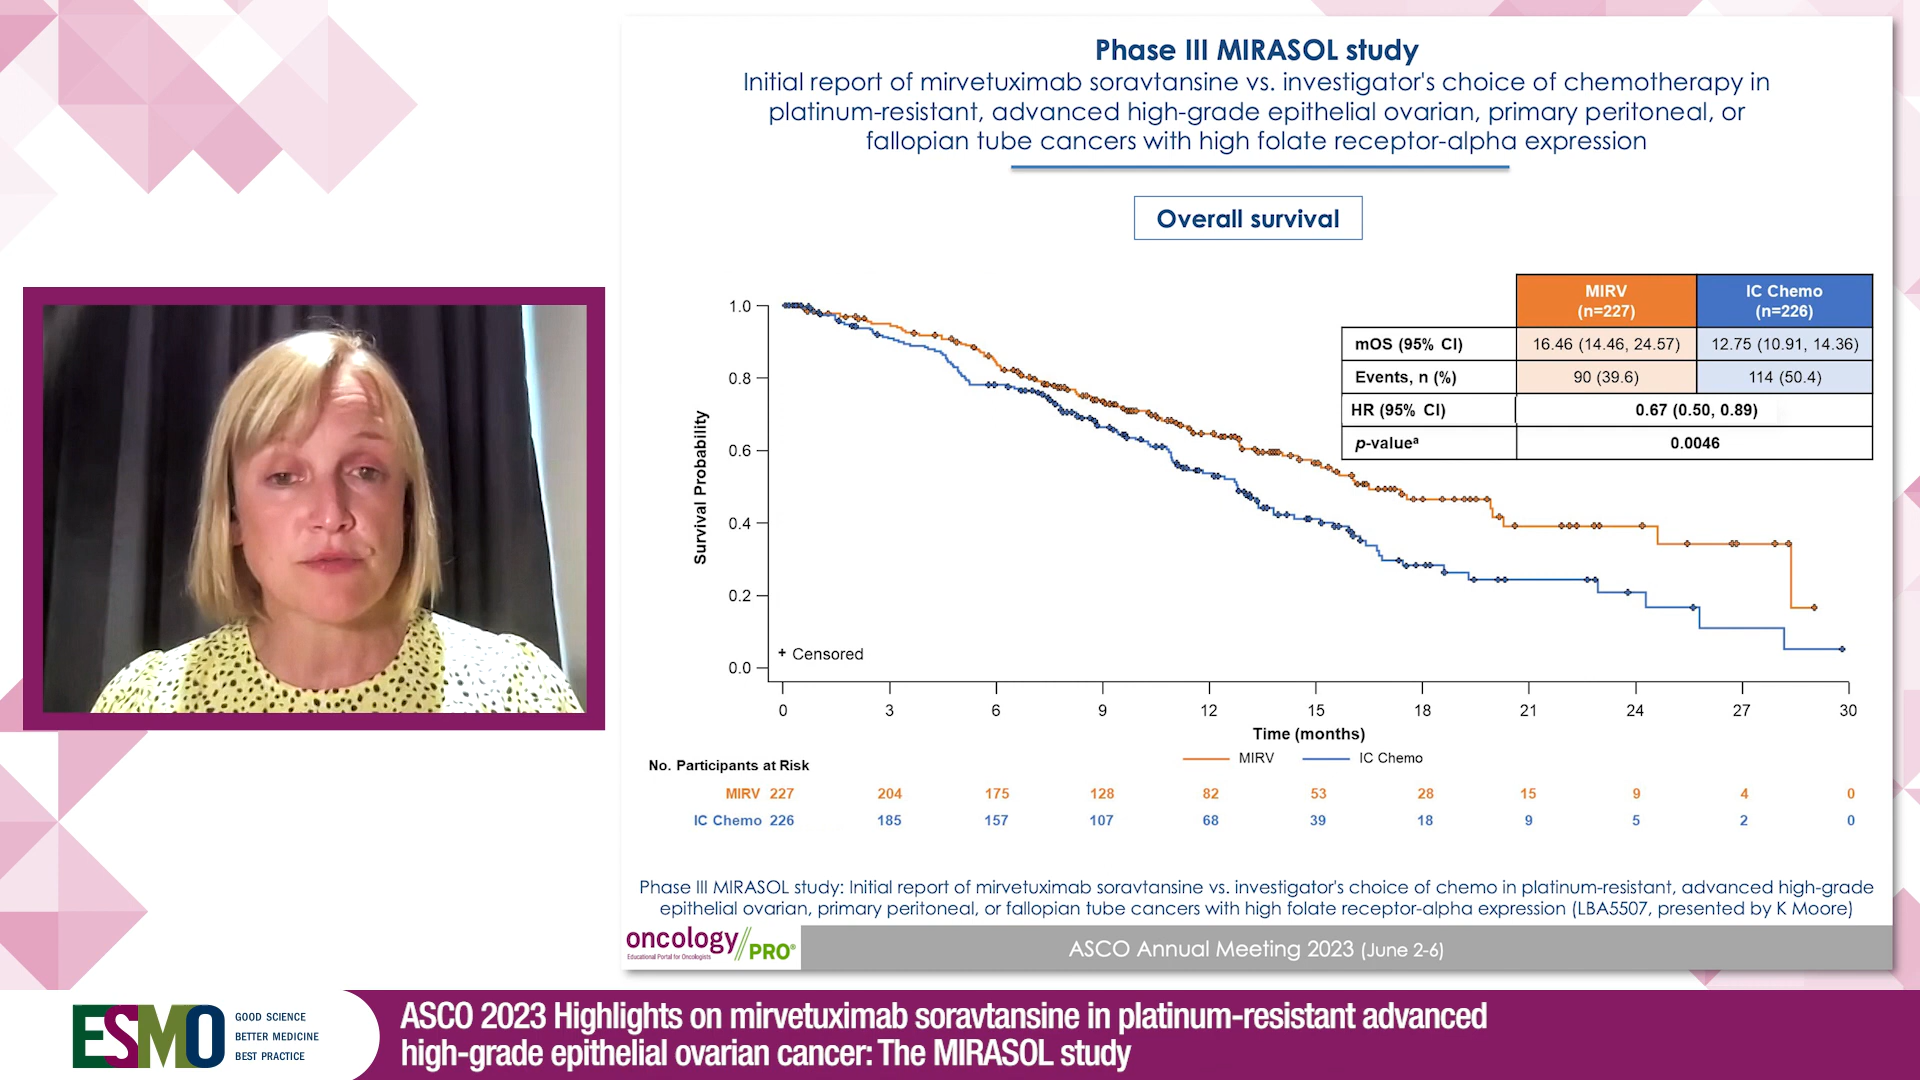 Phase III MIRASOL study
Initial report of mirvetuximab soravtansine vs. investigator's choice of chemotherapy in
platinum-resistant, advanced high-grade epithelial ovarian, primary peritoneal, or
fallopian tube cancers with high folate receptor-alpha expression
Overall survival
MIRV
(n=227)
IC Chemo
(n=226)
mOS (95% CI) 16.46 (14.46, 24.57) 12.75 (10.91, 14.36)
Events, n (%) 90 (39.6) 114 (50.4)
HR (95% CI) 0.67 (0.50, 0.89)
p-valueᵃ 0.0046
Survival Probability
1.0
0.8
0.6
0.4
0.2
0.0
+ Censored
0 3 6 9 12 15 18 21 24 27 30
Time (months)
MIRV IC Chemo
No. Participants at Risk
MIRV 227 204 175 128 82 53 28 15 9 4 0
IC Chemo 226 185 157 107 68 39 18 9 5 2 0
Phase III MIRASOL study: Initial report of mirvetuximab soravtansine vs. investigator's choice of chemo in platinum-resistant, advanced high-grade
epithelial ovarian, primary peritoneal, or fallopian tube cancers with high folate receptor-alpha expression (LBA5507, presented by K Moore)
oncology//PRO®
Educational Portal for Oncologists
ASCO Annual Meeting 2023 (June 2-6)
ESMO
GOOD SCIENCE
BETTER MEDICINE
BEST PRACTICE
ASCO 2023 Highlights on mirvetuximab soravtansine in platinum-resistant advanced
high-grade epithelial ovarian cancer: The MIRASOL study